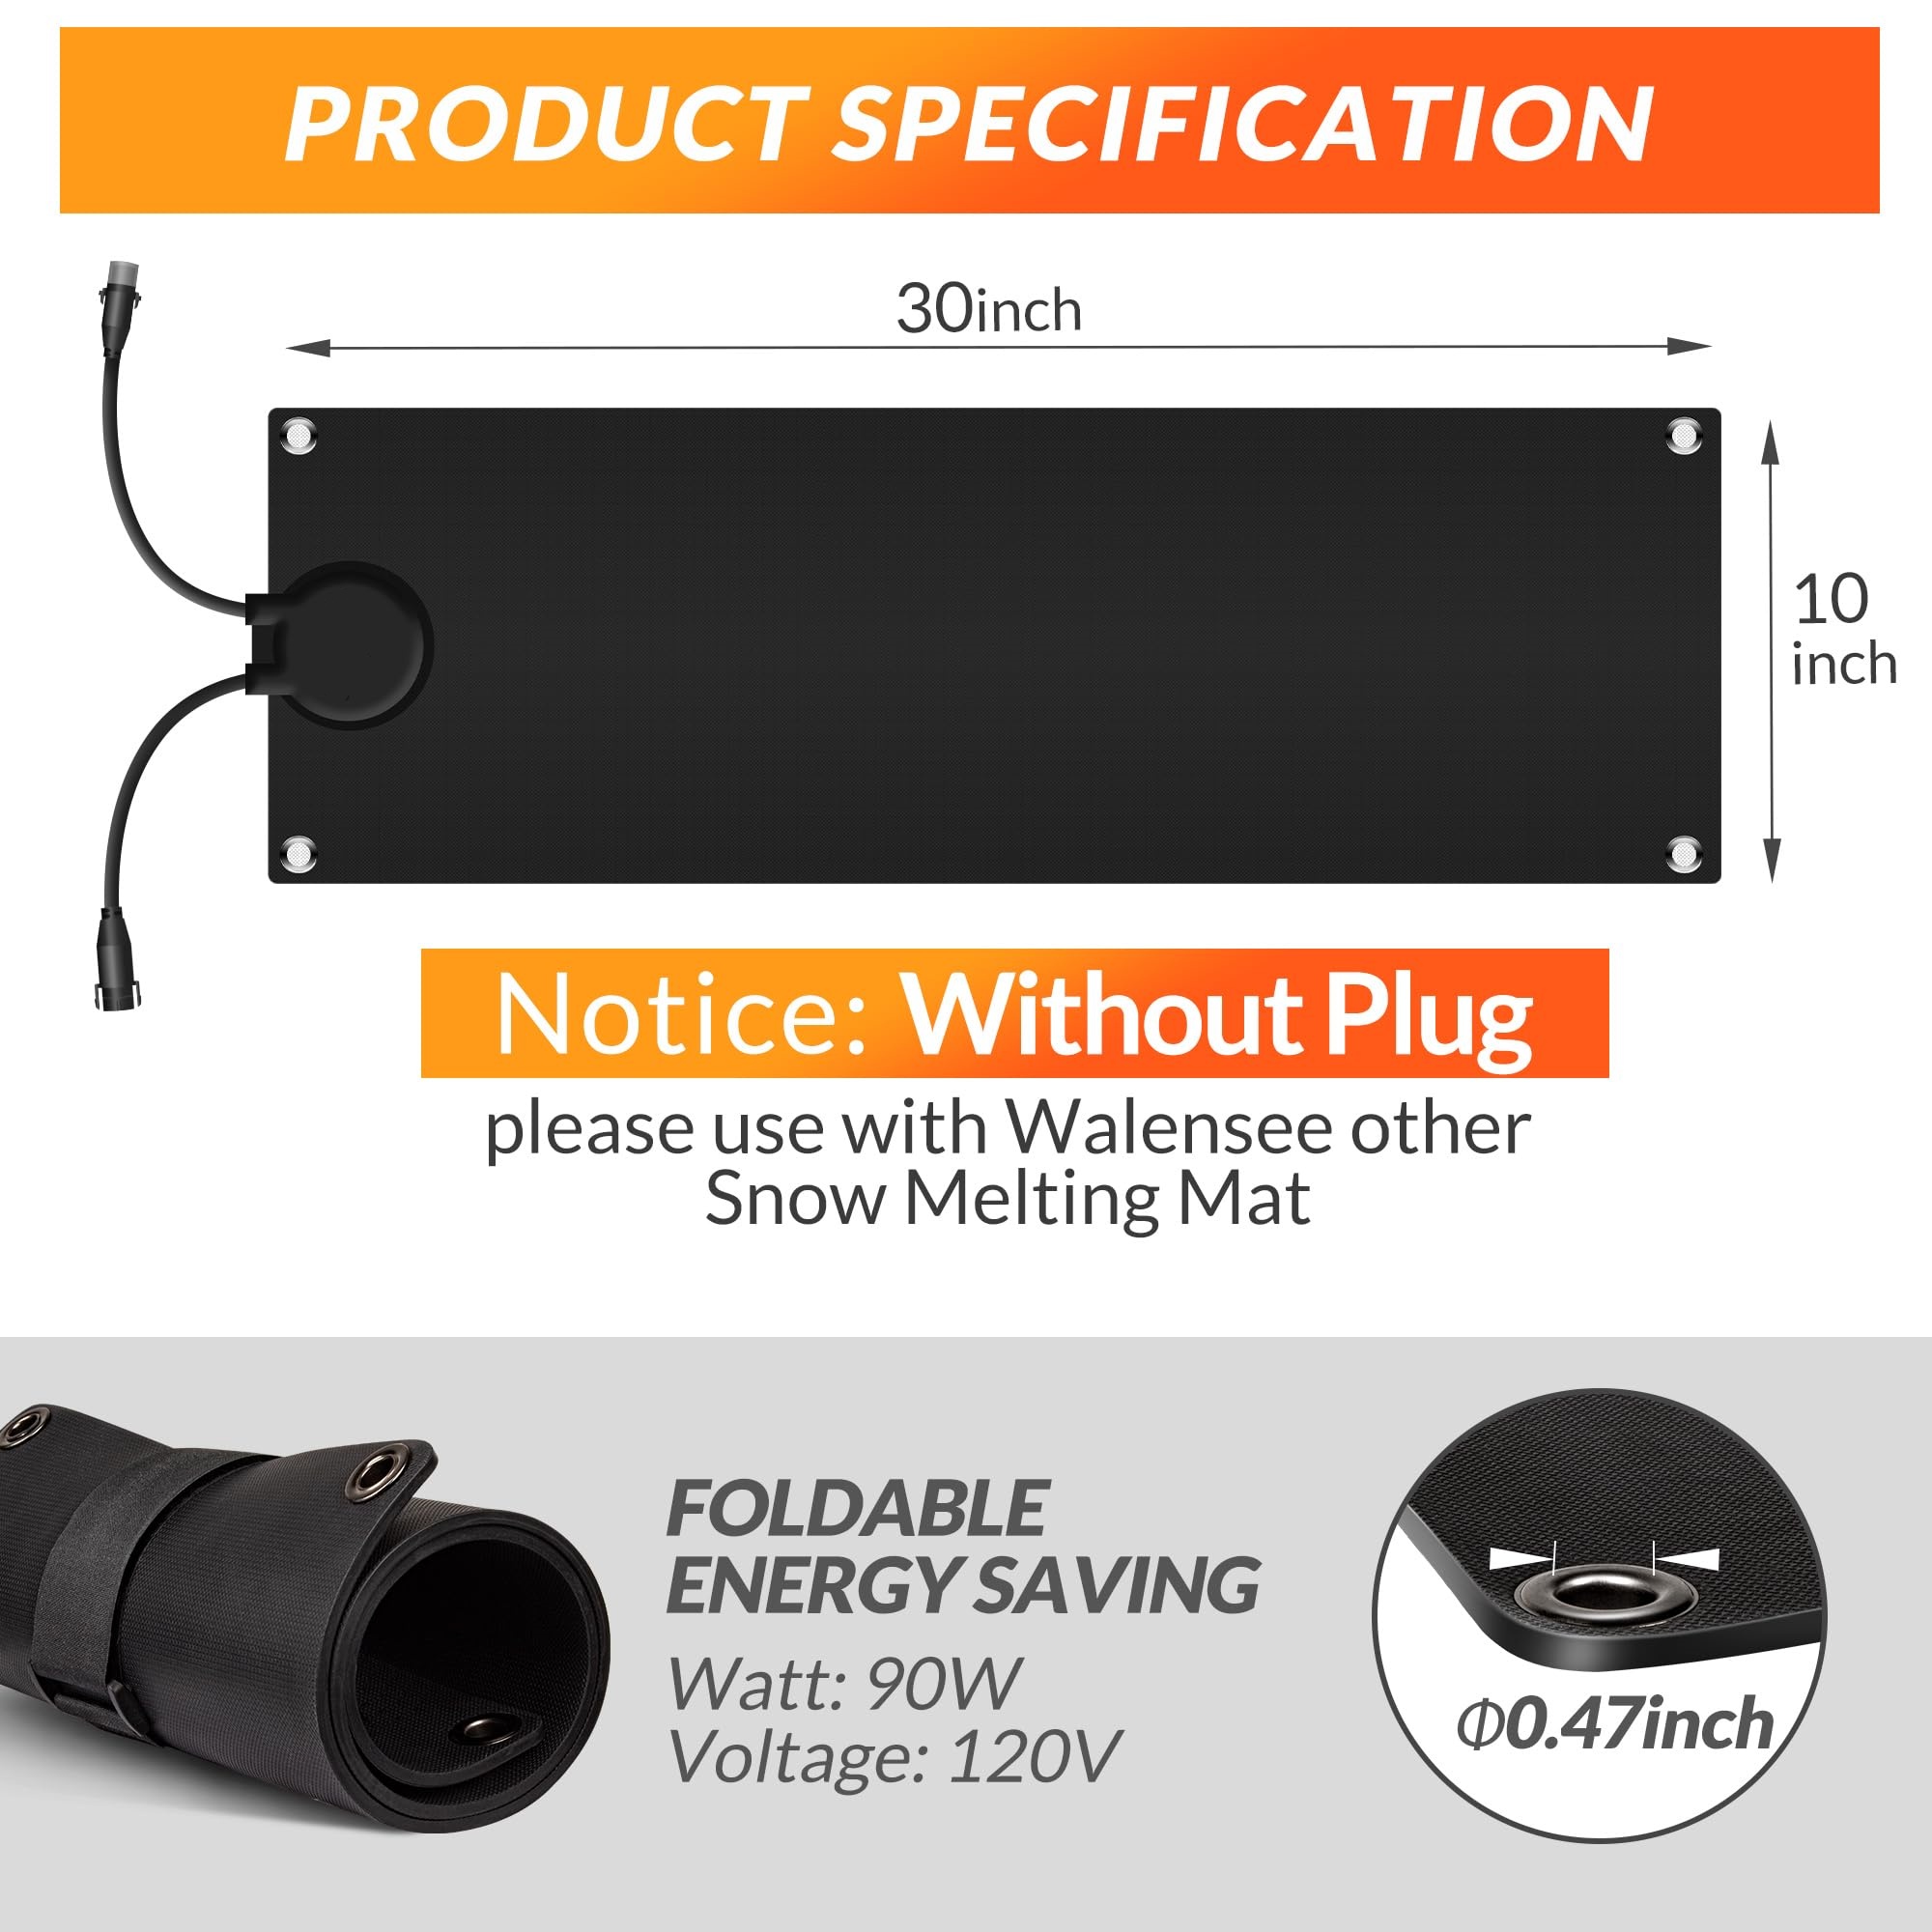 PRODUCT SPECIFICATION
30inch
10
inch
Notice: Without Plug
please use with Walensee other
Snow Melting Mat
FOLDABLE
ENERGY SAVING
Watt: 90W
Voltage: 120V
Φ0.47inch